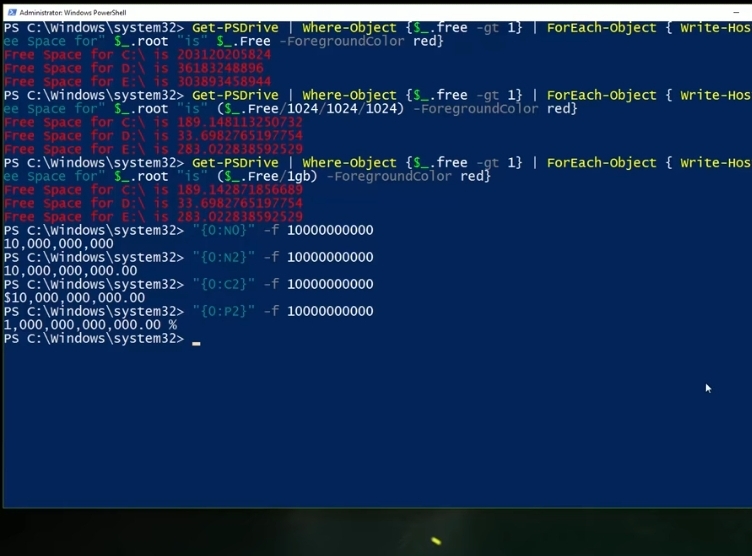 Administrator: Windows PowerShell
PS C:\Windows\system32> Get-PSDrive | Where-Object {$_.free -gt 1} | ForEach-Object { Write-Hos
ee Space for" $_.root "is" $_.Free -ForegroundColor red}
Free Space for C:\ is 203120205824
Free Space for D:\ is 36183248896
Free Space for E:\ is 303893458944
PS C:\Windows\system32> Get-PSDrive | Where-Object {$_.free -gt 1} | ForEach-Object { Write-Hos
ee Space for" $_.root "is" ($_.Free/1024/1024/1024) -ForegroundColor red}
Free Space for C:\ is 189.148113250732
Free Space for D:\ is 33.6982765197754
Free Space for E:\ is 283.022838592529
PS C:\Windows\system32> Get-PSDrive | Where-Object {$_.free -gt 1} | ForEach-Object { Write-Hos
ee Space for" $_.root "is" ($_.Free/1gb) -ForegroundColor red}
Free Space for C:\ is 189.142871856689
Free Space for D:\ is 33.6982765197754
Free Space for E:\ is 283.022838592529
PS C:\Windows\system32> "{0:N0}" -f 10000000000
10,000,000,000
PS C:\Windows\system32> "{0:N2}" -f 10000000000
10,000,000,000.00
PS C:\Windows\system32> "{0:C2}" -f 10000000000
$10,000,000,000.00
PS C:\Windows\system32> "{0:P2}" -f 10000000000
1,000,000,000,000.00 %
PS C:\Windows\system32>